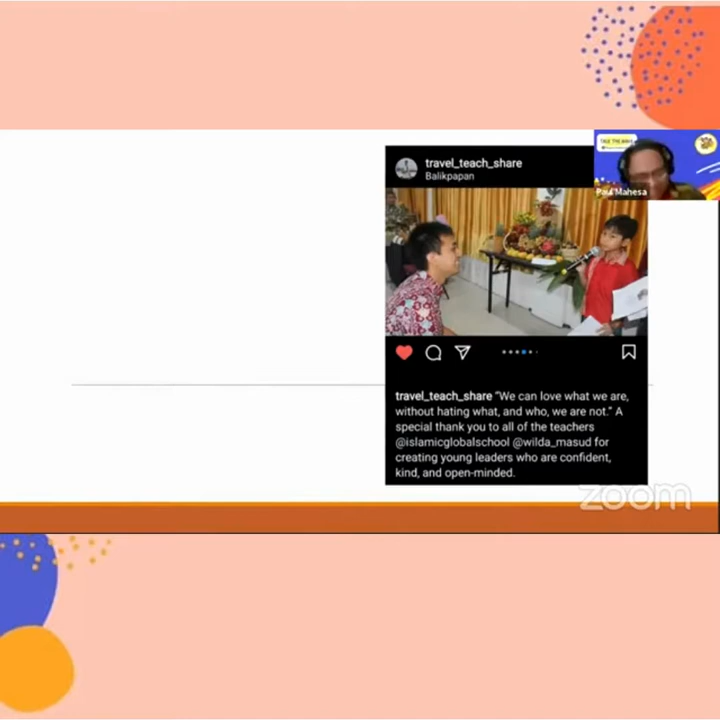 travel_teach_share
Balikpapan
Paul Mahesa
travel_teach_share "We can love what we are,
without hating what, and who, we are not." A
special thank you to all of the teachers
@islamicglobalschool @wilda_masud for
creating young leaders who are confident,
kind, and open-minded.
zoom